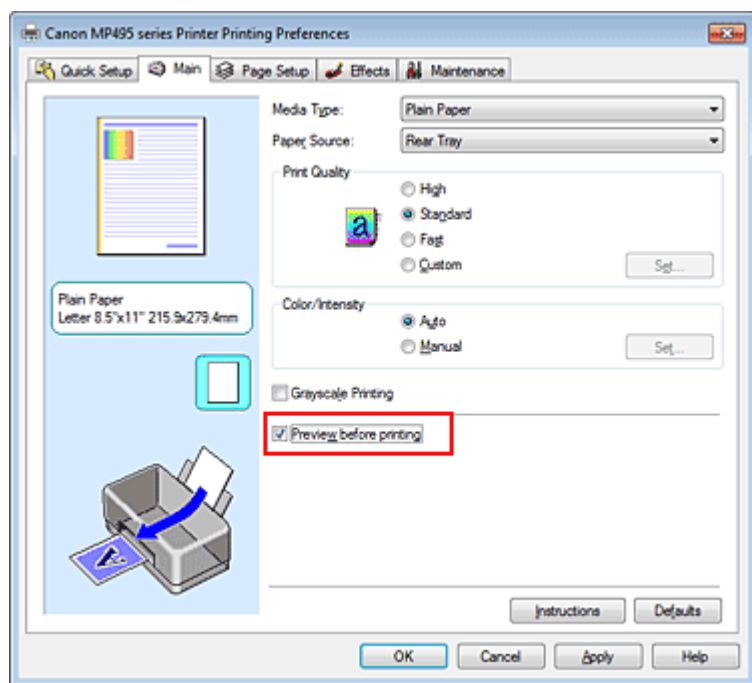 Canon MP495 series Printer Printing Preferences
Quick Setup Main Page Setup Effects Maintenance
Media Type: Plain Paper
Paper Source: Rear Tray
Print Quality
High
a Standard
Fast
Custom Set...
Plain Paper
Letter 8.5"x11" 215.9x279.4mm
Color/Intensity
Auto
Manual Set...
Grayscale Printing
Preview before printing
A
Instructions Defaults
OK Cancel Apply Help